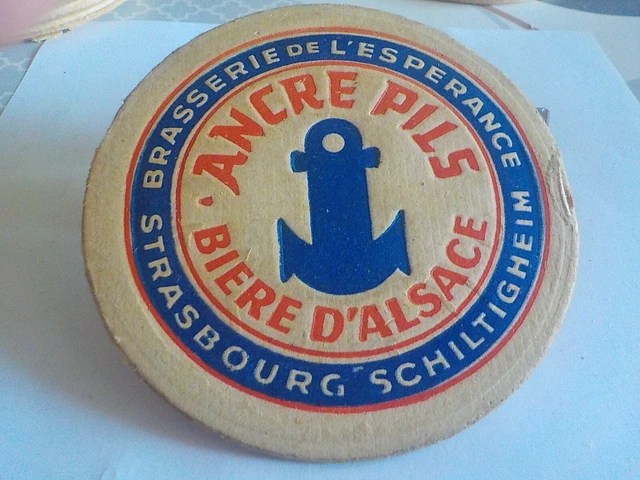 BRASSERIE DE L'ESPERANCE
ANCRE PILS
BIERE D'ALSACE
STRASBOURG SCHILTIGHEIM